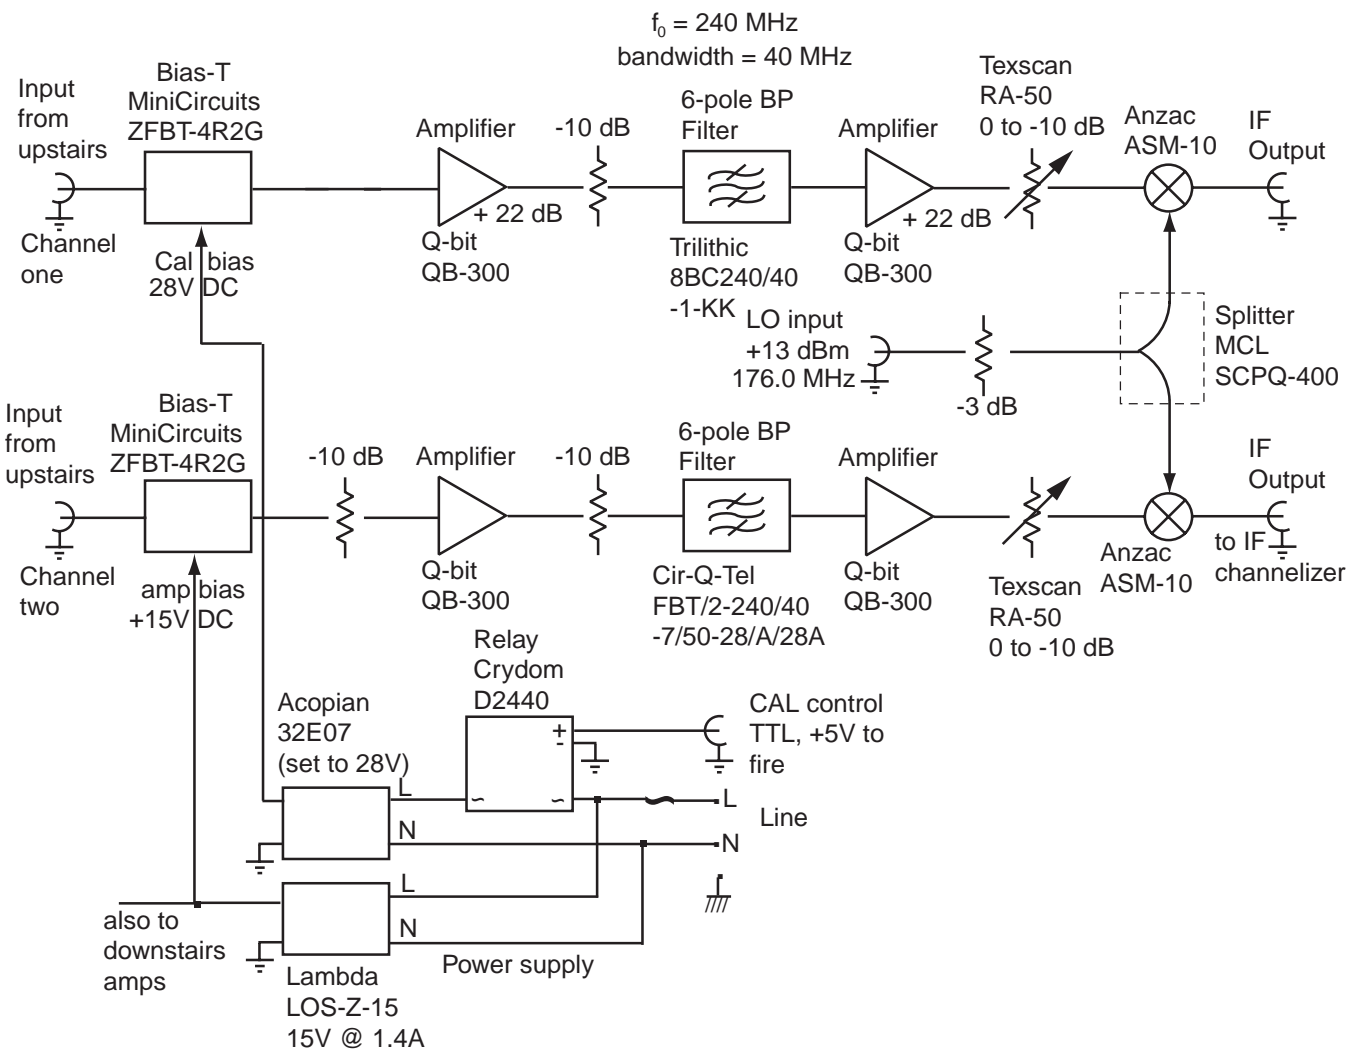 f0 = 240 MHz
bandwidth = 40 MHz
Input
from
upstairs
Bias-T
MiniCircuits
ZFBT-4R2G
Amplifier
-10 dB
6-pole BP
Filter
Amplifier
Texscan
RA-50
0 to -10 dB
Anzac
ASM-10
IF
Output
Channel
one
Cal bias
28V DC
+ 22 dB
Q-bit
QB-300
Trilithic
8BC240/40
-1-KK
+ 22 dB
Q-bit
QB-300
LO input
+13 dBm
176.0 MHz
-3 dB
Splitter
MCL
SCPQ-400
Input
from
upstairs
Bias-T
MiniCircuits
ZFBT-4R2G
-10 dB
Amplifier
-10 dB
6-pole BP
Filter
Amplifier
IF
Output
Channel
two
amp bias
+15V DC
Q-bit
QB-300
Cir-Q-Tel
FBT/2-240/40
-7/50-28/A/28A
Q-bit
QB-300
Texscan
RA-50
0 to -10 dB
Anzac
ASM-10
to IF
channelizer
Relay
Crydom
D2440
+
-
~
~
CAL control
TTL, +5V to
fire
Acopian
32E07
(set to 28V)
L
N
L
Line
N
L
N
also to
downstairs
amps
Power supply
Lambda
LOS-Z-15
15V @ 1.4A